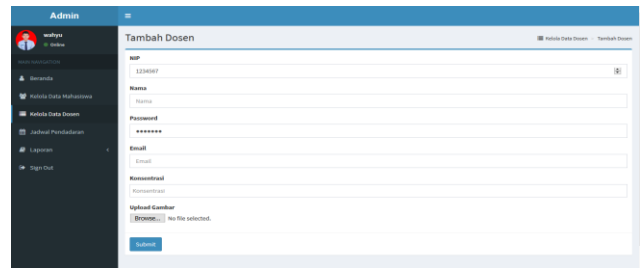 Admin
wahyu
Online
MAIN NAVIGATION
Beranda
Kelola Data Mahasiswa
Kelola Data Dosen
Jadwal Pendadaran
Laporan
Sign Out
Tambah Dosen
Kelola Data Dosen Tambah Dosen
NIP
1234567
Nama
Nama
Password
•••••••
Email
Email
Konsentrasi
Konsentrasi
Upload Gambar
Browse... No file selected.
Submit